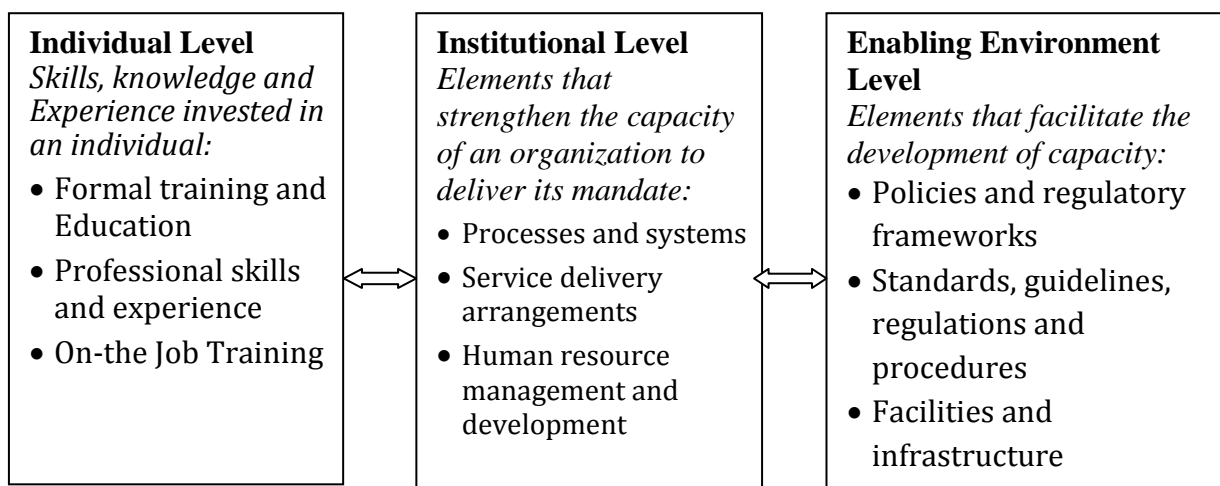 Individual Level
Skills, knowledge and
Experience invested in
an individual:
• Formal training and
Education
• Professional skills
and experience
• On-the Job Training
Institutional Level
Elements that
strengthen the capacity
of an organization to
deliver its mandate:
• Processes and systems
• Service delivery
arrangements
• Human resource
management and
development
Enabling Environment
Level
Elements that facilitate the
development of capacity:
• Policies and regulatory
frameworks
• Standards, guidelines,
regulations and
procedures
• Facilities and
infrastructure